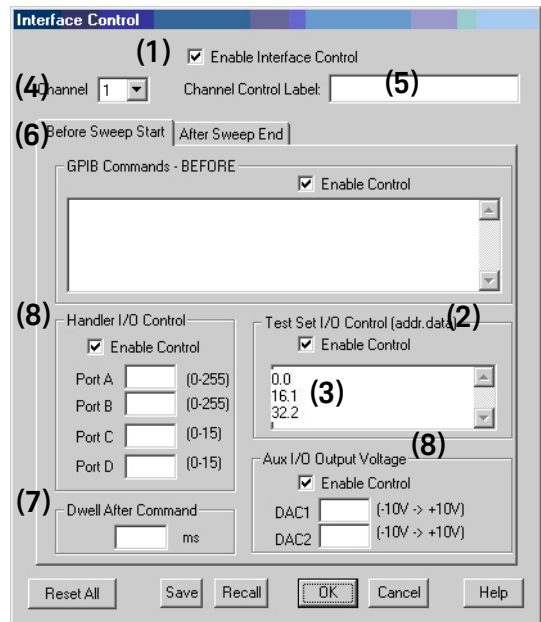 Interface Control
(1) Enable Interface Control
(4) Channel 1 Channel Control Label: (5)
(6) Before Sweep Start After Sweep End
GPIB Commands - BEFORE
Enable Control
(8) Handler I/O Control
Enable Control
Port A (0-255)
Port B (0-255)
Port C (0-15)
Port D (0-15)
Test Set I/O Control (addr.data) (2)
Enable Control
0.0
16.1 (3)
32.2
(8)
Aux I/O Output Voltage
Enable Control
DAC1 (-10V -> +10V)
DAC2 (-10V -> +10V)
(7) Dwell After Command
ms
Reset All Save Recall OK Cancel Help